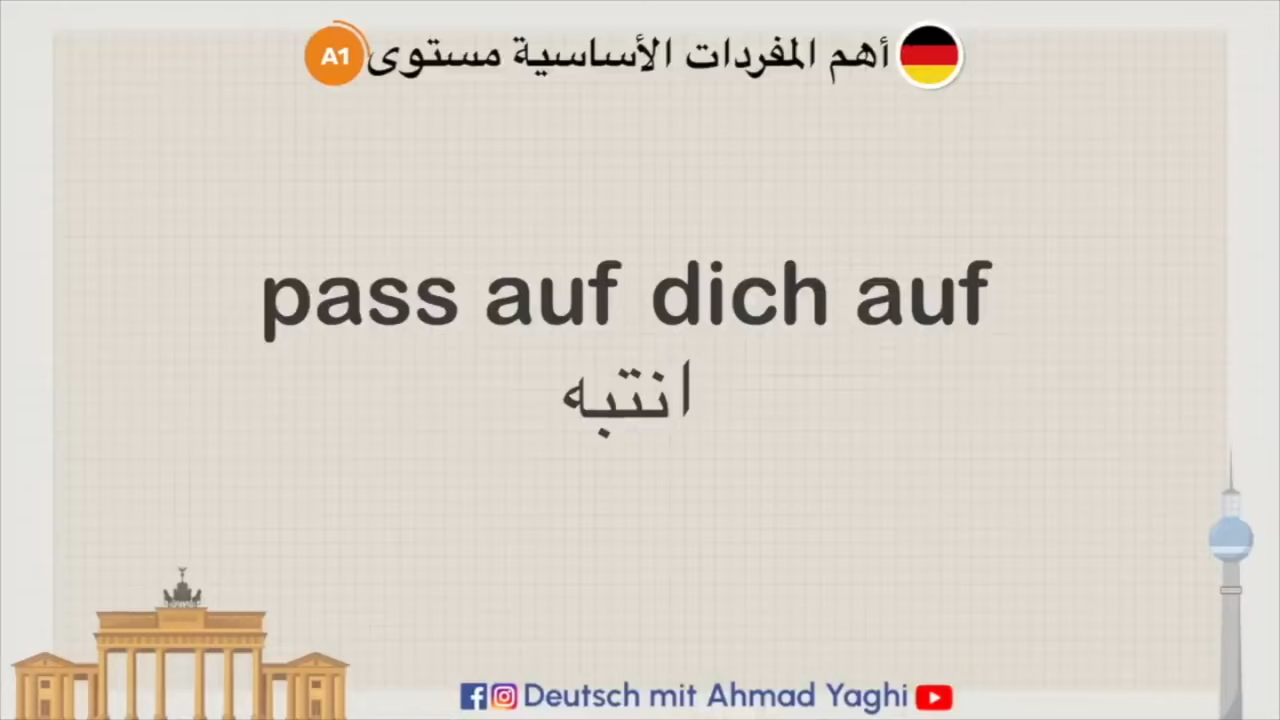 أهم المفردات الأساسية مستوى A1
pass auf dich auf
انتبه
Deutsch mit Ahmad Yaghi